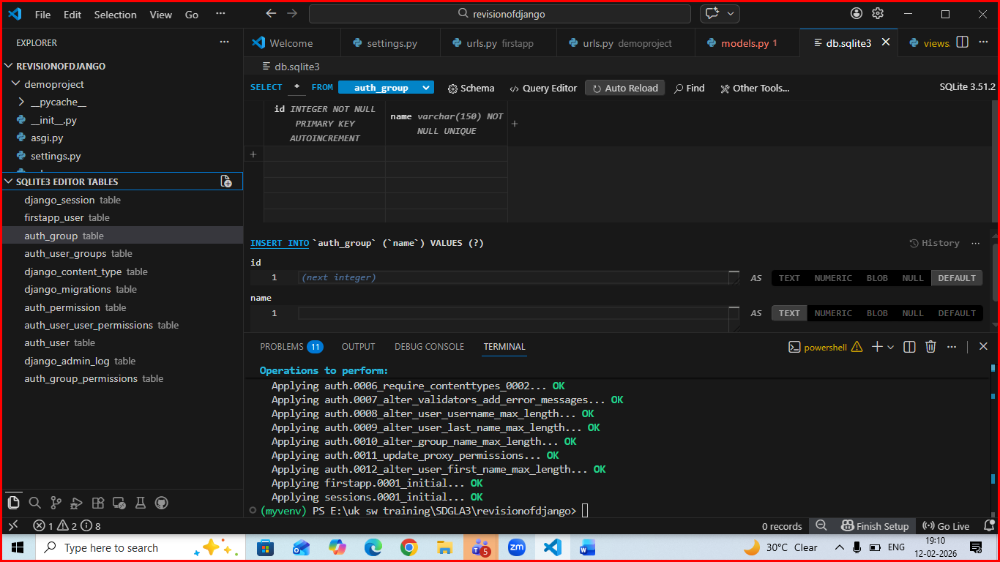 File Edit Selection View Go ···
revisionofdjango
EXPLORER ···
Welcome settings.py urls.py firstapp urls.py demoproject models.py 1 db.sqlite3 views.
REVISIONOFDJANGO
demoproject
__pycache__
__init__.py
asgi.py
settings.py
SQLITE3 EDITOR TABLES
django_session table
firstapp_user table
auth_group table
auth_user_groups table
django_content_type table
django_migrations table
auth_permission table
auth_user_user_permissions table
auth_user table
django_admin_log table
auth_group_permissions table
db.sqlite3
SELECT * FROM auth_group Schema Query Editor Auto Reload Find Other Tools... SQLite 3.51.2
id INTEGER NOT NULL
PRIMARY KEY
AUTOINCREMENT
name varchar(150) NOT
NULL UNIQUE
INSERT INTO `auth_group` (`name`) VALUES (?) History ···
id
1 (next integer) AS TEXT NUMERIC BLOB NULL DEFAULT
name
1 AS TEXT NUMERIC BLOB NULL DEFAULT
PROBLEMS 11 OUTPUT DEBUG CONSOLE TERMINAL powershell
Operations to perform:
Applying auth.0006_require_contenttypes_0002... OK
Applying auth.0007_alter_validators_add_error_messages... OK
Applying auth.0008_alter_user_username_max_length... OK
Applying auth.0009_alter_user_last_name_max_length... OK
Applying auth.0010_alter_group_name_max_length... OK
Applying auth.0011_update_proxy_permissions... OK
Applying auth.0012_alter_user_first_name_max_length... OK
Applying firstapp.0001_initial... OK
Applying sessions.0001_initial... OK
(myvenv) PS E:\uk sw training\SDGLA3\revisionofdjango>
1 2 8 0 records Finish Setup Go Live
Type here to search 5 zm 30°C Clear ENG 19:10
12-02-2026